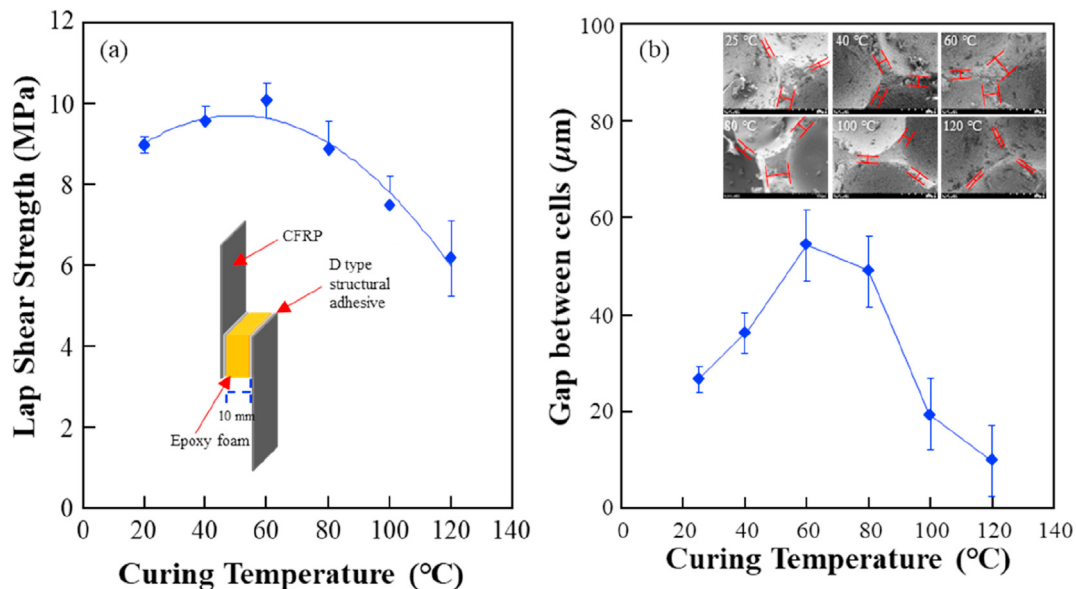 (a)
12
10
8
6
4
2
0
0 20 40 60 80 100 120 140
Lap Shear Strength (MPa)
Curing Temperature (°C)
CFRP
D type
structural
adhesive
10 mm
Epoxy foam
(b)
100
80
60
40
20
0
0 20 40 60 80 100 120 140
Gap between cells (μm)
Curing Temperature (°C)
25 °C 40 °C 60 °C
80 °C 100 °C 120 °C